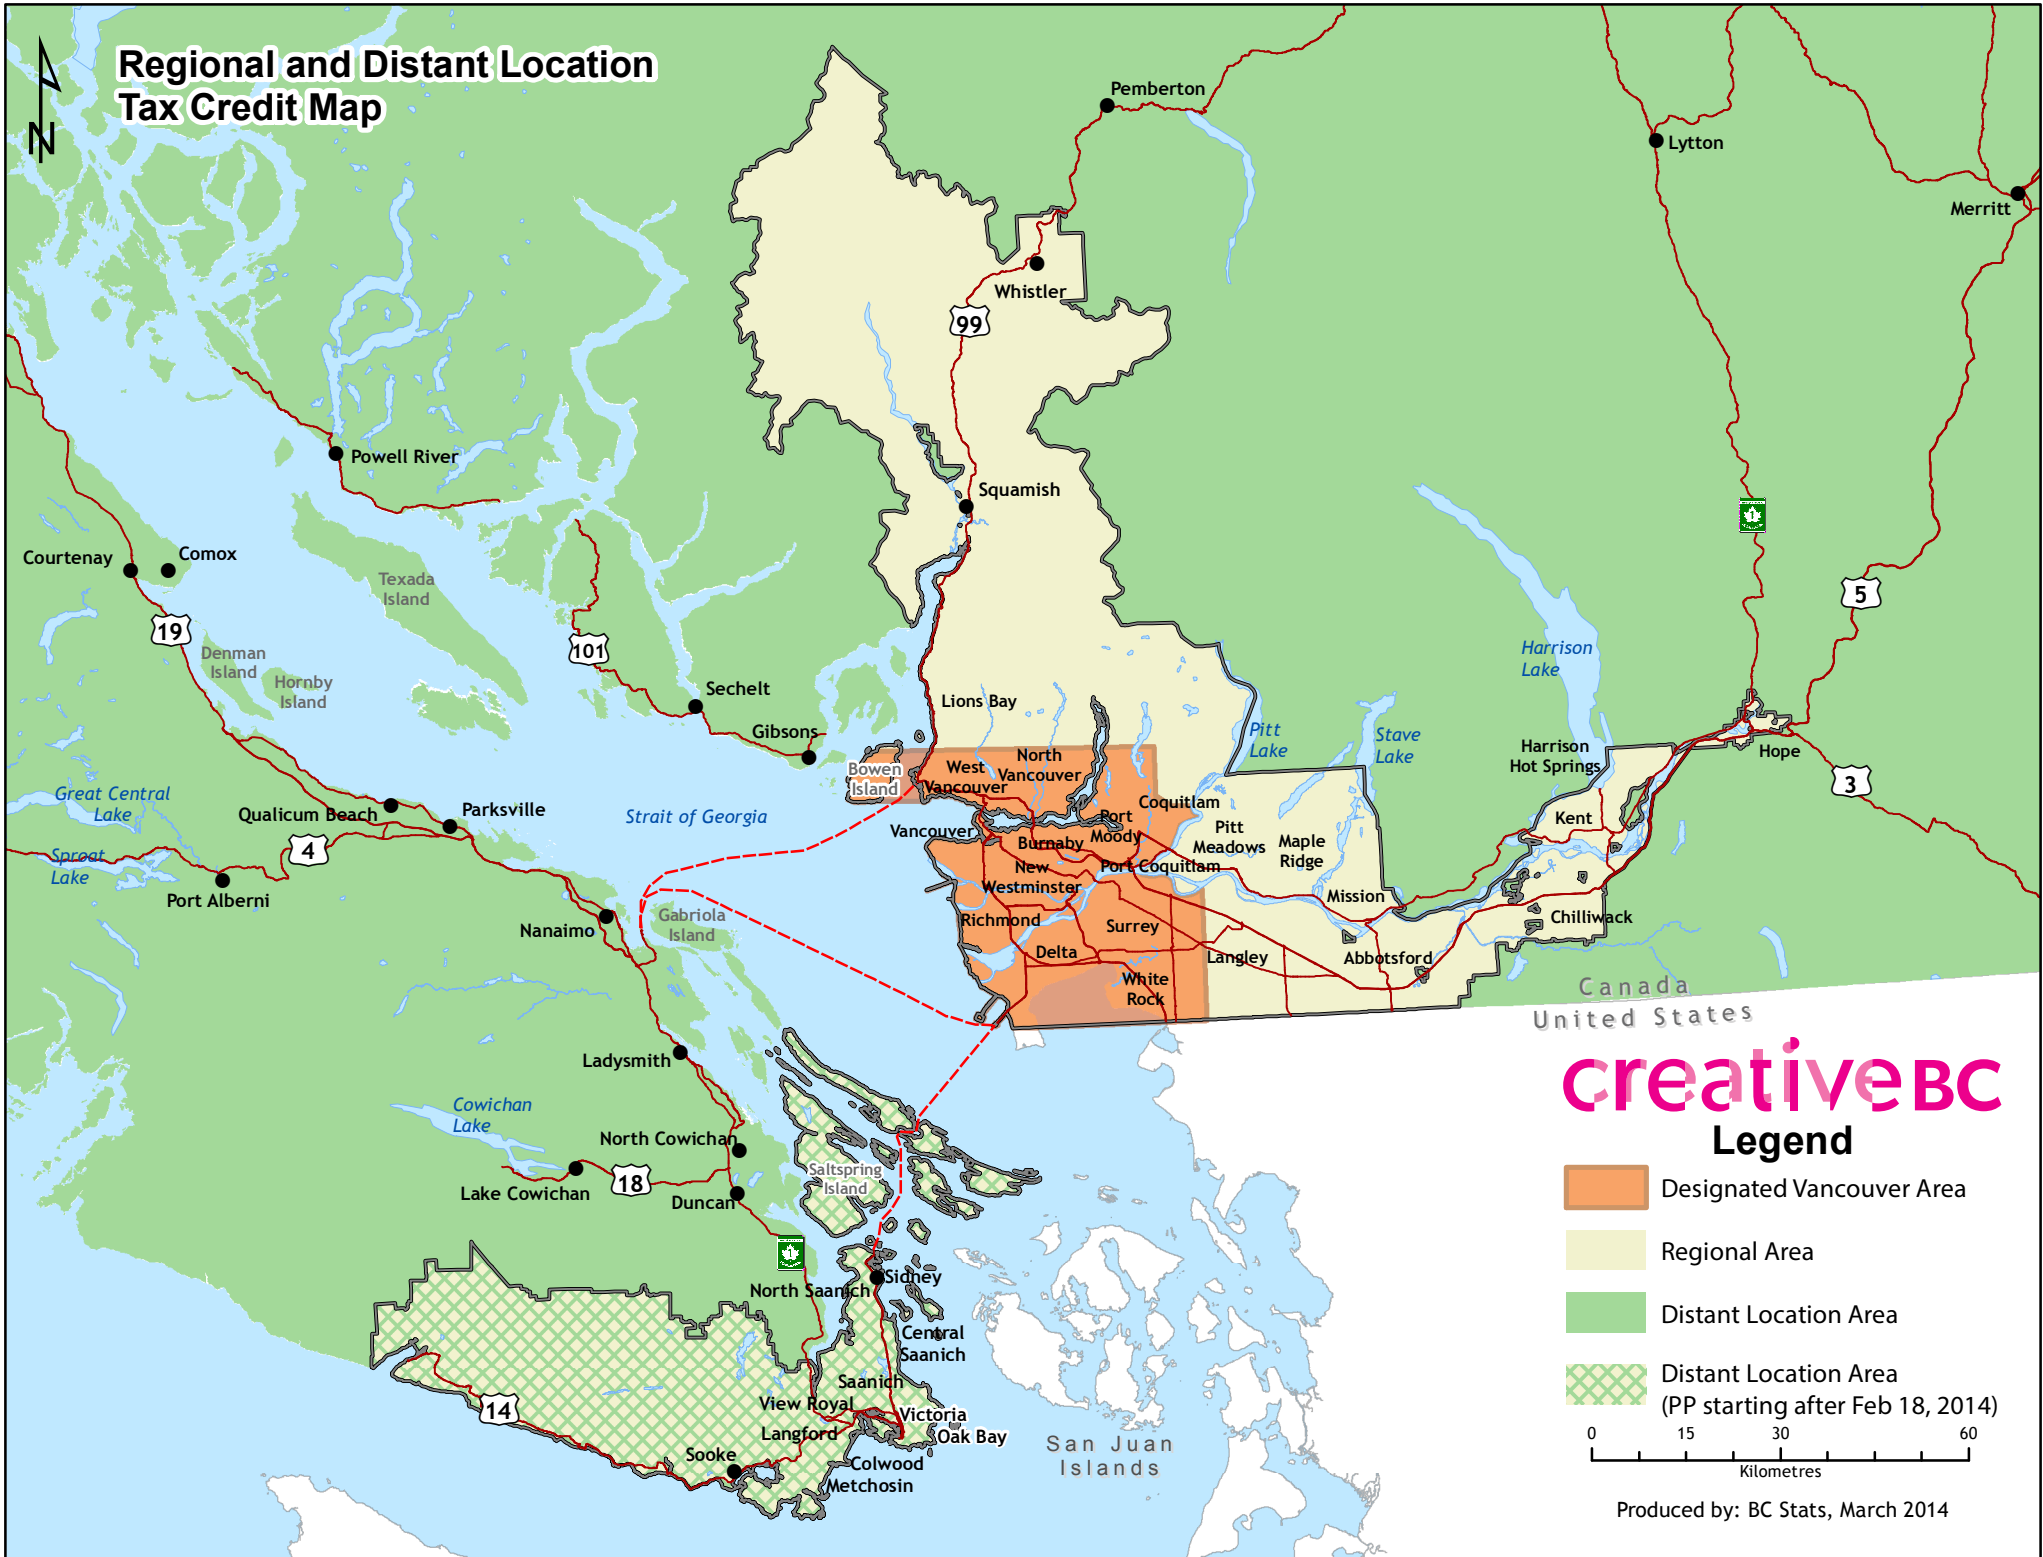 Regional and Distant Location
Tax Credit Map
N
Pemberton
Lytton
Merritt
Whistler
99
Powell River
Squamish
1
Courtenay
Comox
Texada
Island
5
19
101
Denman
Island
Hornby
Island
Harrison
Lake
Sechelt
Lions Bay
Gibsons
Pitt
Lake
Stave
Lake
Harrison
Hot Springs
Hope
3
Bowen
Island
West
Vancouver
North
Vancouver
Great Central
Lake
Qualicum Beach
Parksville
Strait of Georgia
Vancouver
Coquitlam
Port
Moody
Burnaby
Pitt
Meadows
Maple
Ridge
Kent
4
Sproat
Lake
Port Alberni
New
Westminster
Port Coquitlam
Mission
Nanaimo
Gabriola
Island
Richmond
Surrey
Chilliwack
Delta
Langley
Abbotsford
White
Rock
Canada
United States
Ladysmith
Cowichan
Lake
North Cowichan
Lake Cowichan
18
Duncan
Saltspring
Island
1
Sidney
North Saanich
Central
Saanich
Saanich
View Royal
Victoria
Langford
Oak Bay
14
Sooke
Colwood
Metchosin
San Juan
Islands
creativeBC
Legend
Designated Vancouver Area
Regional Area
Distant Location Area
Distant Location Area
(PP starting after Feb 18, 2014)
0 15 30 60
Kilometres
Produced by: BC Stats, March 2014